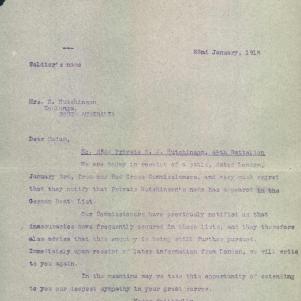 22nd January, 1918
Soldier's name
Mrs. S. Hutchinson
SOUTH AUSTRALIA
Dear Madam,
Re. Private Hutchinson, Battalion
We are today in receipt of a cable, dated London,
January 3rd, from our Red Cross Commissioners, and very much regret
that they notify that Private Hutchinson's name has appeared in the
German Death List.
Our Commissioners have previously notified us that
inaccuracies have frequently occurred in these lists, and they therefore
also advise that this enquiry is being still further pursued.
Immediately upon receipt of later information from London, we will write
to you again.
In the meantime may we take this opportunity of extending
to you our deepest sympathy in your great sorrow.